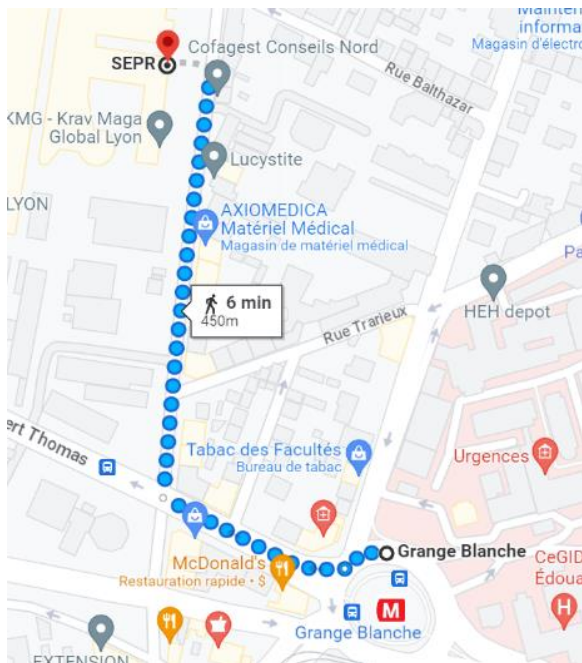 Mainten
informa
Magasin d'électro
Cofagest Conseils Nord
SEPR
Rue Balthazar
KMG - Krav Maga
Global Lyon
Lucystite
LYON
AXIOMEDICA
Matériel Médical
Magasin de matériel médical
Pa
6 min
450m
HEH depot
Rue Trarieux
ert Thomas
Tabac des Facultés
Bureau de tabac
Urgences
Grange Blanche
McDonald's
Restauration rapide • $
CeGID
Édoua
M
H
Grange Blanche
EXTENSION